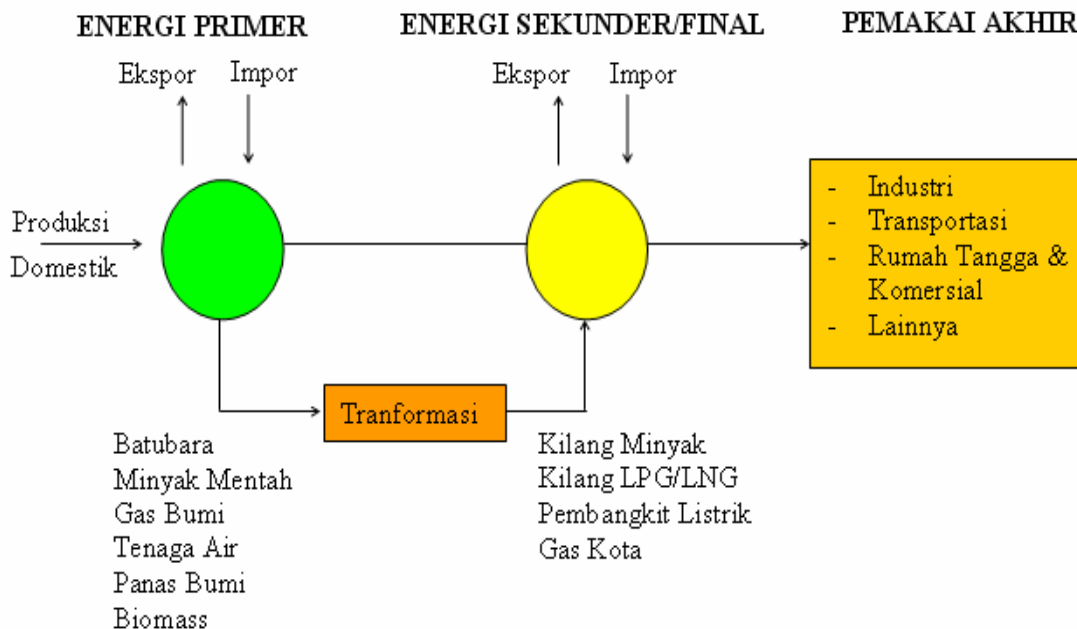 ENERGI PRIMER
ENERGI SEKUNDER/FINAL
PEMAKAI AKHIR
Ekspor
Impor
Ekspor
Impor
Produksi
Domestik
- Industri
- Transportasi
- Rumah Tangga &
Komersial
- Lainnya
Tranformasi
Batubara
Minyak Mentah
Gas Bumi
Tenaga Air
Panas Bumi
Biomass
Kilang Minyak
Kilang LPG/LNG
Pembangkit Listrik
Gas Kota